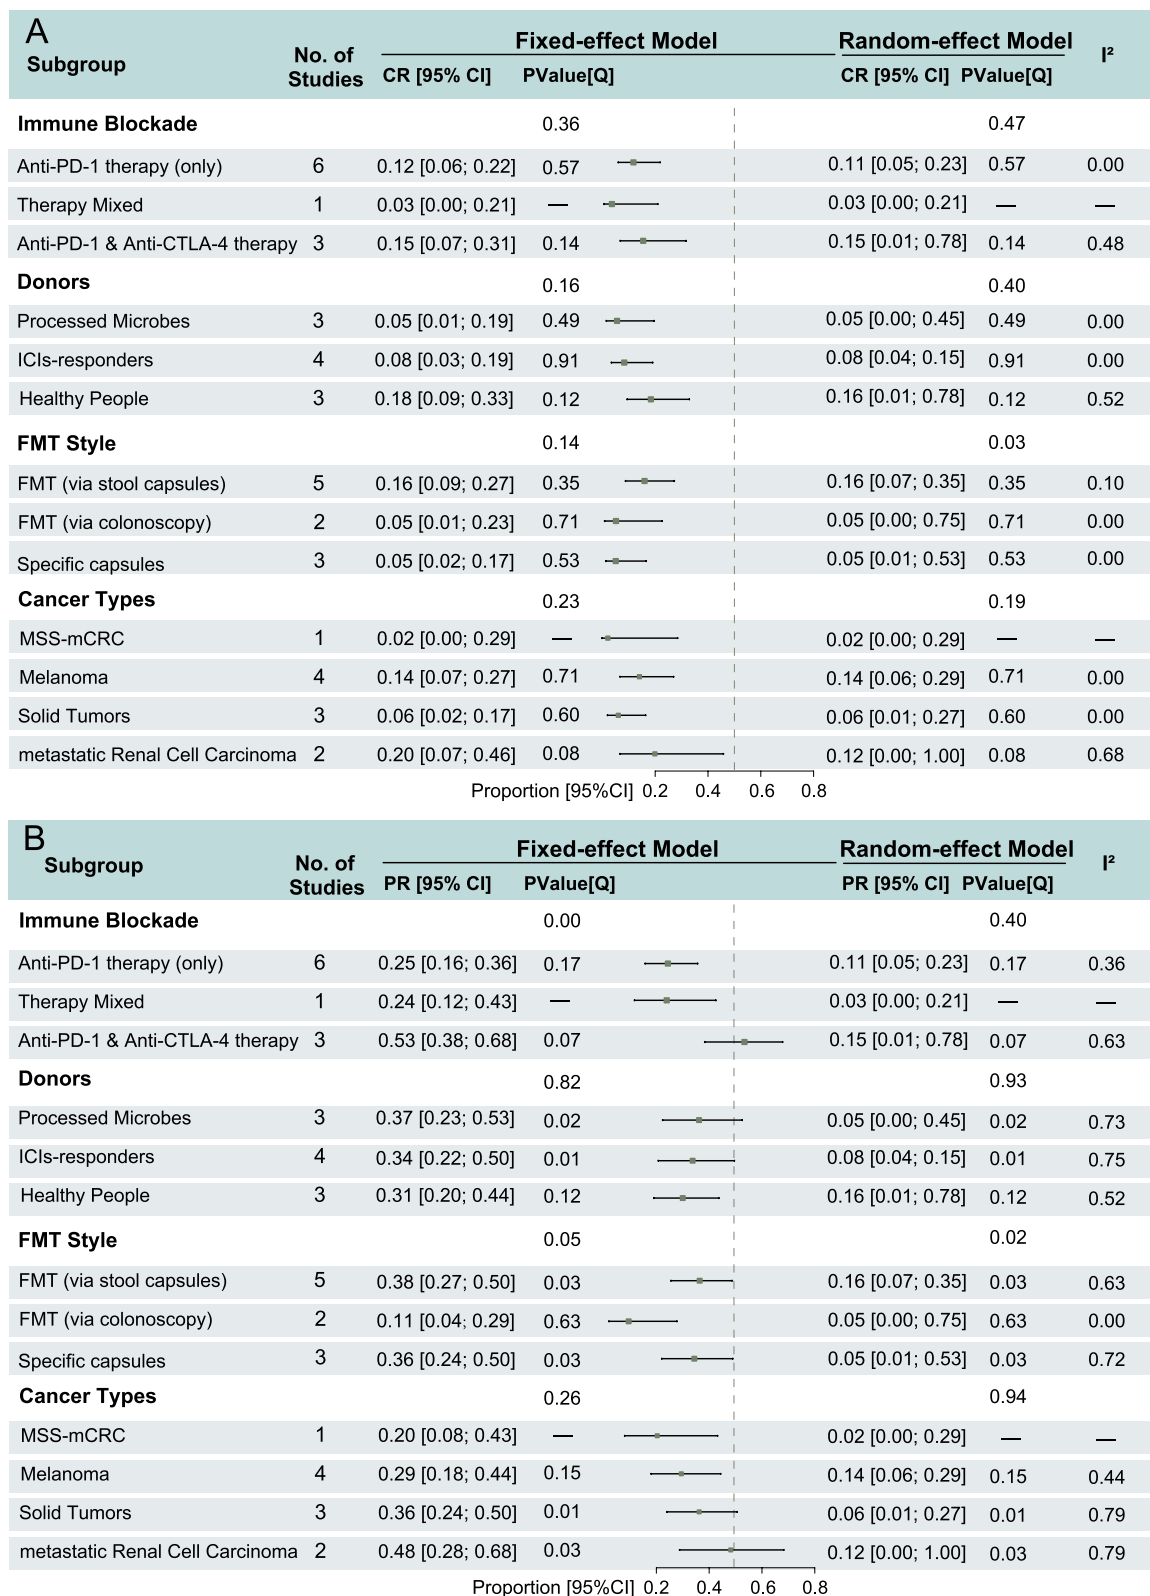 A
Subgroup No. of Studies Fixed-effect Model Random-effect Model I²
CR [95% CI] PValue[Q] CR [95% CI] PValue[Q]
Immune Blockade 0.36 0.47
Anti-PD-1 therapy (only) 6 0.12 [0.06; 0.22] 0.57 0.11 [0.05; 0.23] 0.57 0.00
Therapy Mixed 1 0.03 [0.00; 0.21] — 0.03 [0.00; 0.21] — —
Anti-PD-1 & Anti-CTLA-4 therapy 3 0.15 [0.07; 0.31] 0.14 0.15 [0.01; 0.78] 0.14 0.48
Donors 0.16 0.40
Processed Microbes 3 0.05 [0.01; 0.19] 0.49 0.05 [0.00; 0.45] 0.49 0.00
ICIs-responders 4 0.08 [0.03; 0.19] 0.91 0.08 [0.04; 0.15] 0.91 0.00
Healthy People 3 0.18 [0.09; 0.33] 0.12 0.16 [0.01; 0.78] 0.12 0.52
FMT Style 0.14 0.03
FMT (via stool capsules) 5 0.16 [0.09; 0.27] 0.35 0.16 [0.07; 0.35] 0.35 0.10
FMT (via colonoscopy) 2 0.05 [0.01; 0.23] 0.71 0.05 [0.00; 0.75] 0.71 0.00
Specific capsules 3 0.05 [0.02; 0.17] 0.53 0.05 [0.01; 0.53] 0.53 0.00
Cancer Types 0.23 0.19
MSS-mCRC 1 0.02 [0.00; 0.29] — 0.02 [0.00; 0.29] — —
Melanoma 4 0.14 [0.07; 0.27] 0.71 0.14 [0.06; 0.29] 0.71 0.00
Solid Tumors 3 0.06 [0.02; 0.17] 0.60 0.06 [0.01; 0.27] 0.60 0.00
metastatic Renal Cell Carcinoma 2 0.20 [0.07; 0.46] 0.08 0.12 [0.00; 1.00] 0.08 0.68
Proportion [95%CI] 0.2 0.4 0.6 0.8
B
Subgroup No. of Studies Fixed-effect Model Random-effect Model I²
PR [95% CI] PValue[Q] PR [95% CI] PValue[Q]
Immune Blockade 0.00 0.40
Anti-PD-1 therapy (only) 6 0.25 [0.16; 0.36] 0.17 0.11 [0.05; 0.23] 0.17 0.36
Therapy Mixed 1 0.24 [0.12; 0.43] — 0.03 [0.00; 0.21] — —
Anti-PD-1 & Anti-CTLA-4 therapy 3 0.53 [0.38; 0.68] 0.07 0.15 [0.01; 0.78] 0.07 0.63
Donors 0.82 0.93
Processed Microbes 3 0.37 [0.23; 0.53] 0.02 0.05 [0.00; 0.45] 0.02 0.73
ICIs-responders 4 0.34 [0.22; 0.50] 0.01 0.08 [0.04; 0.15] 0.01 0.75
Healthy People 3 0.31 [0.20; 0.44] 0.12 0.16 [0.01; 0.78] 0.12 0.52
FMT Style 0.05 0.02
FMT (via stool capsules) 5 0.38 [0.27; 0.50] 0.03 0.16 [0.07; 0.35] 0.03 0.63
FMT (via colonoscopy) 2 0.11 [0.04; 0.29] 0.63 0.05 [0.00; 0.75] 0.63 0.00
Specific capsules 3 0.36 [0.24; 0.50] 0.03 0.05 [0.01; 0.53] 0.03 0.72
Cancer Types 0.26 0.94
MSS-mCRC 1 0.20 [0.08; 0.43] — 0.02 [0.00; 0.29] — —
Melanoma 4 0.29 [0.18; 0.44] 0.15 0.14 [0.06; 0.29] 0.15 0.44
Solid Tumors 3 0.36 [0.24; 0.50] 0.01 0.06 [0.01; 0.27] 0.01 0.79
metastatic Renal Cell Carcinoma 2 0.48 [0.28; 0.68] 0.03 0.12 [0.00; 1.00] 0.03 0.79
Proportion [95%CI] 0.2 0.4 0.6 0.8